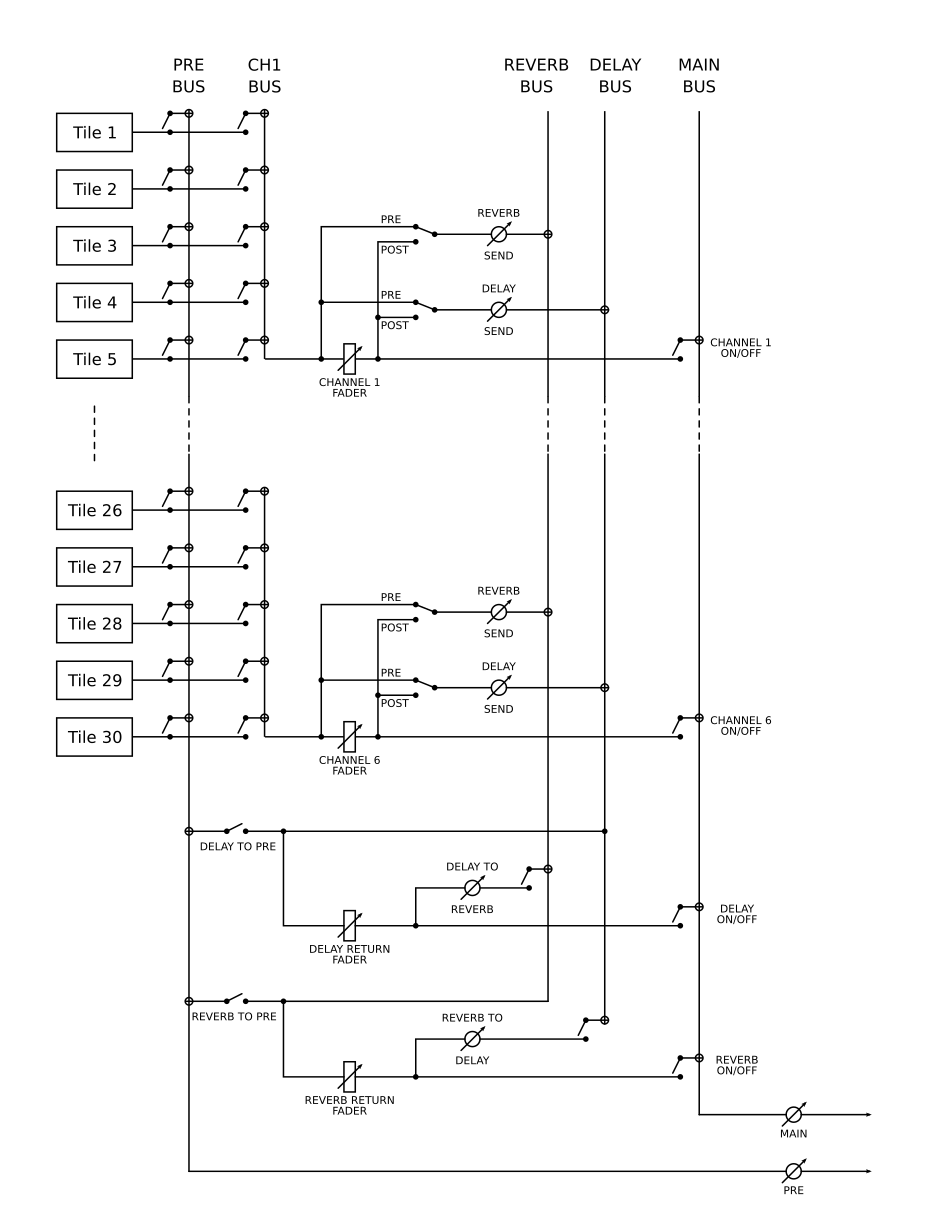 PRE
BUS
CH1
BUS
REVERB
BUS
DELAY
BUS
MAIN
BUS
Tile 1
Tile 2
Tile 3
Tile 4
Tile 5
PRE
POST
REVERB
SEND
PRE
POST
DELAY
SEND
CHANNEL 1
FADER
CHANNEL 1
ON/OFF
Tile 26
Tile 27
Tile 28
Tile 29
Tile 30
PRE
POST
REVERB
SEND
PRE
POST
DELAY
SEND
CHANNEL 6
FADER
CHANNEL 6
ON/OFF
DELAY TO PRE
DELAY TO
REVERB
DELAY RETURN
FADER
DELAY
ON/OFF
REVERB TO PRE
REVERB TO
DELAY
REVERB RETURN
FADER
REVERB
ON/OFF
MAIN
PRE